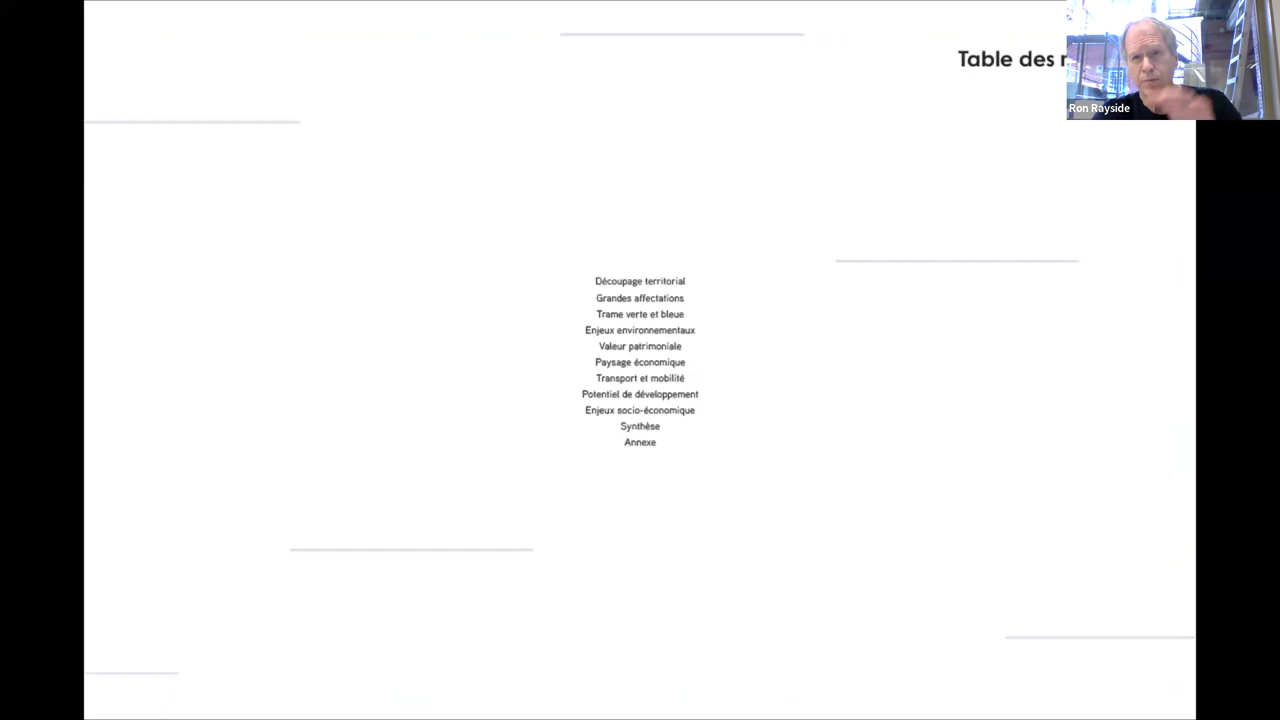 Table des
Ron Rayside
Découpage territorial
Grandes affectations
Trame verte et bleue
Enjeux environnementaux
Valeur patrimoniale
Paysage économique
Transport et mobilité
Potentiel de développement
Enjeux socio-économique
Synthèse
Annexe